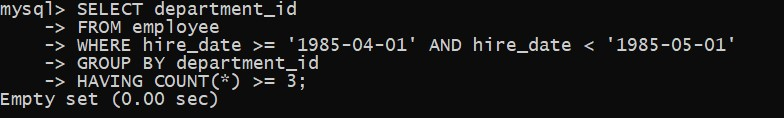 mysql> SELECT department_id
    -> FROM employee
    -> WHERE hire_date >= '1985-04-01' AND hire_date < '1985-05-01'
    -> GROUP BY department_id
    -> HAVING COUNT(*) >= 3;
Empty set (0.00 sec)